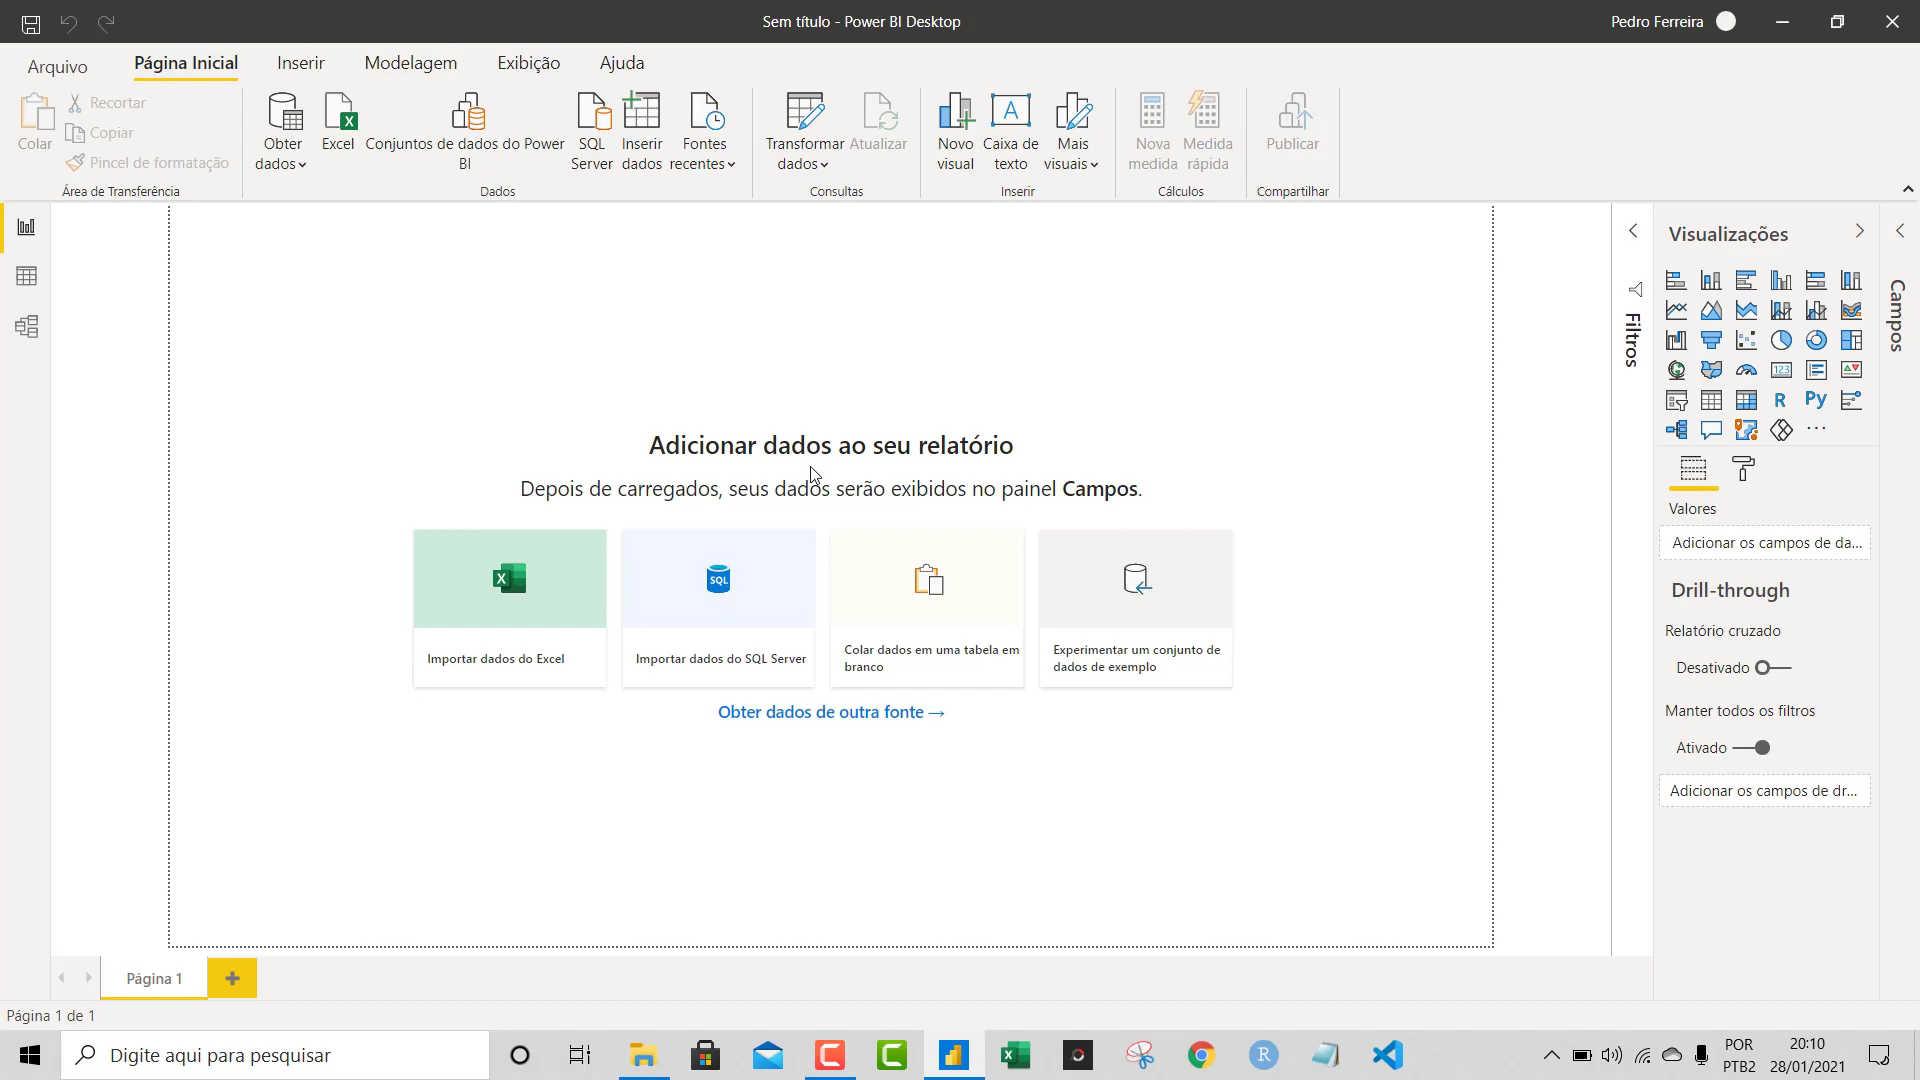 Sem título - Power BI Desktop
Pedro Ferreira
Arquivo
Página Inicial
Inserir
Modelagem
Exibição
Ajuda
Colar
Recortar
Copiar
Pincel de formatação
Área de Transferência
Obter
dados
Excel
Conjuntos de dados do Power
BI
SQL
Server
Inserir
dados
Fontes
recentes
Dados
Transformar
dados
Atualizar
Consultas
Novo
visual
Caixa de
texto
Mais
visuais
Inserir
Nova
medida
Medida
rápida
Cálculos
Publicar
Compartilhar
Filtros
Visualizações
123
R
Py
Campos
Valores
Adicionar os campos de da...
Drill-through
Relatório cruzado
Desativado
Manter todos os filtros
Ativado
Adicionar os campos de dr...
Adicionar dados ao seu relatório
Depois de carregados, seus dados serão exibidos no painel Campos.
SQL
Importar dados do Excel
Importar dados do SQL Server
Colar dados em uma tabela em
branco
Experimentar um conjunto de
dados de exemplo
Obter dados de outra fonte →
Página 1
Página 1 de 1
Digite aqui para pesquisar
R
POR
PTB2
20:10
28/01/2021